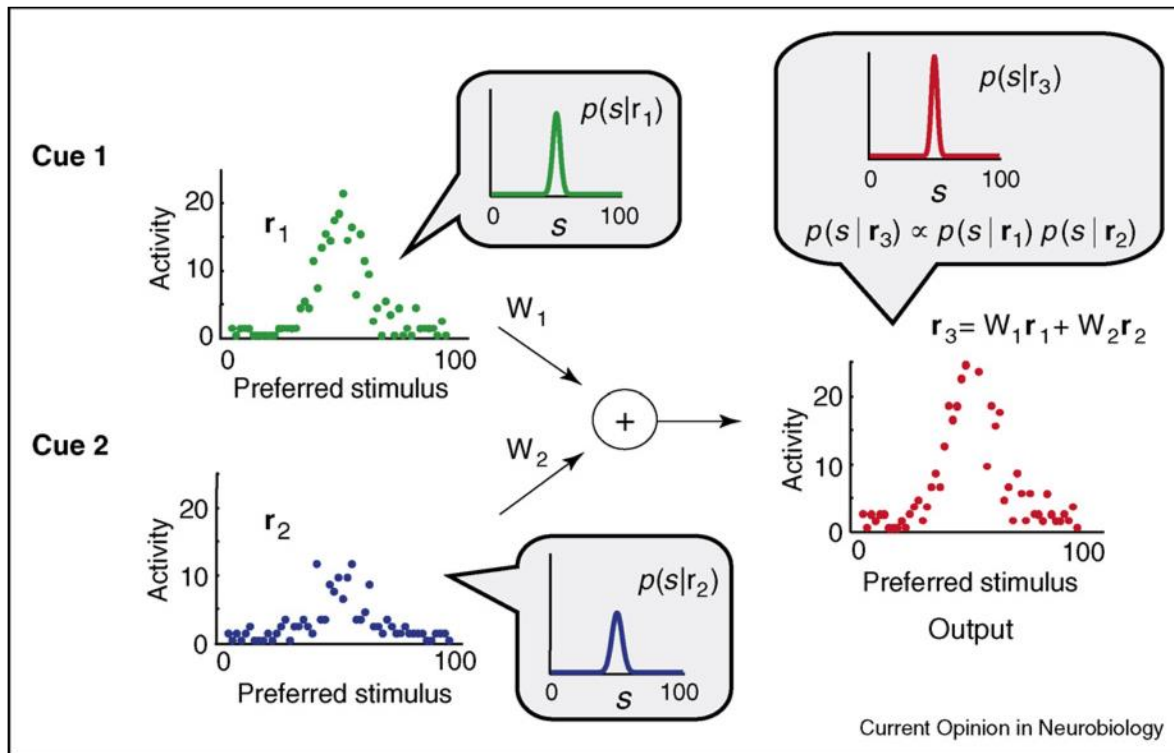 Cue 1
r₁
Activity
20
10
0
0 100
Preferred stimulus
p(s|r₁)
0 100
s
W₁
Cue 2
r₂
Activity
20
10
0
0 100
Preferred stimulus
p(s|r₂)
0 100
s
W₂
+
p(s|r₃)
0 100
s
p(s | r₃) ∝ p(s | r₁) p(s | r₂)
r₃= W₁r₁+ W₂r₂
Activity
20
10
0
0 100
Preferred stimulus
Output
Current Opinion in Neurobiology